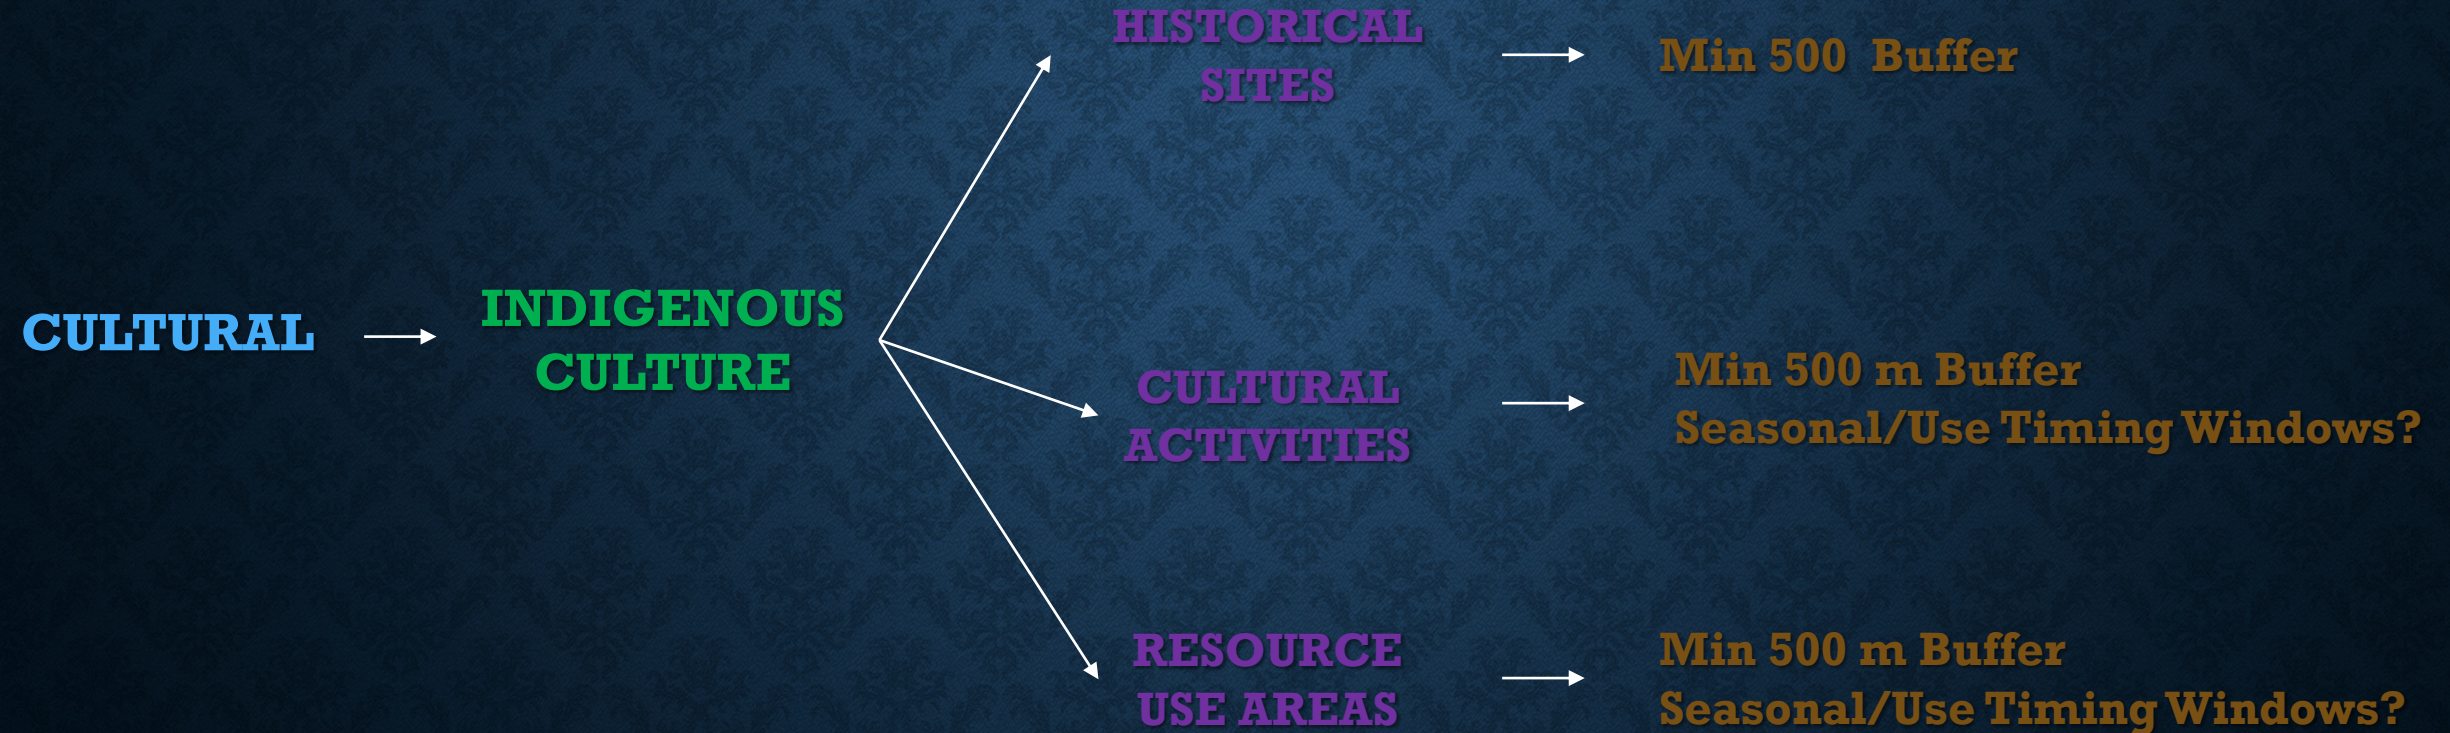 CULTURAL
INDIGENOUS
CULTURE
HISTORICAL
SITES
Min 500  Buffer
CULTURAL
ACTIVITIES
Min 500 m Buffer
Seasonal/Use Timing Windows?
RESOURCE
USE AREAS
Min 500 m Buffer
Seasonal/Use Timing Windows?